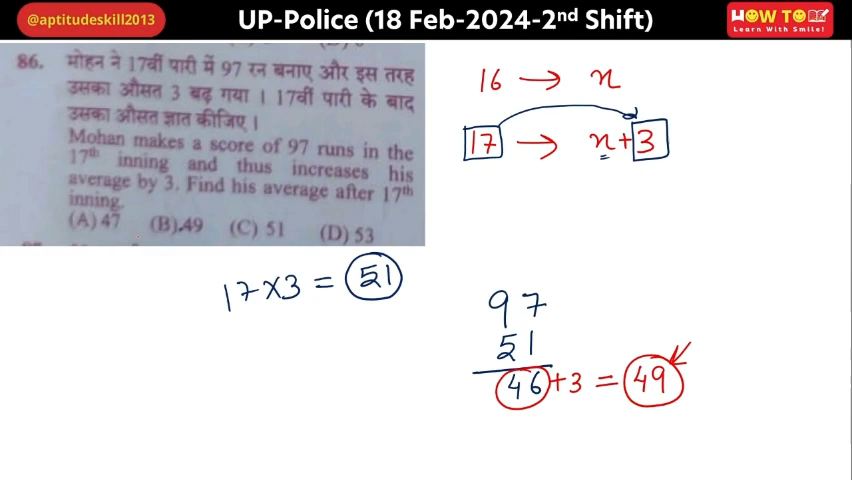 @aptitudeskill2013
UP-Police (18 Feb-2024-2nd Shift)
HOW TO
Learn With Smile!
86. मोहन ने 17वीं पारी में 97 रन बनाए और इस तरह
उसका औसत 3 बढ़ गया । 17वीं पारी के बाद
उसका औसत ज्ञात कीजिए ।
Mohan makes a score of 97 runs in the
17th inning and thus increases his
average by 3. Find his average after 17th
inning.
(A) 47 (B) 49 (C) 51 (D) 53
16 → x
17 → x+3
17×3 = 51
97
51
46+3 = 49